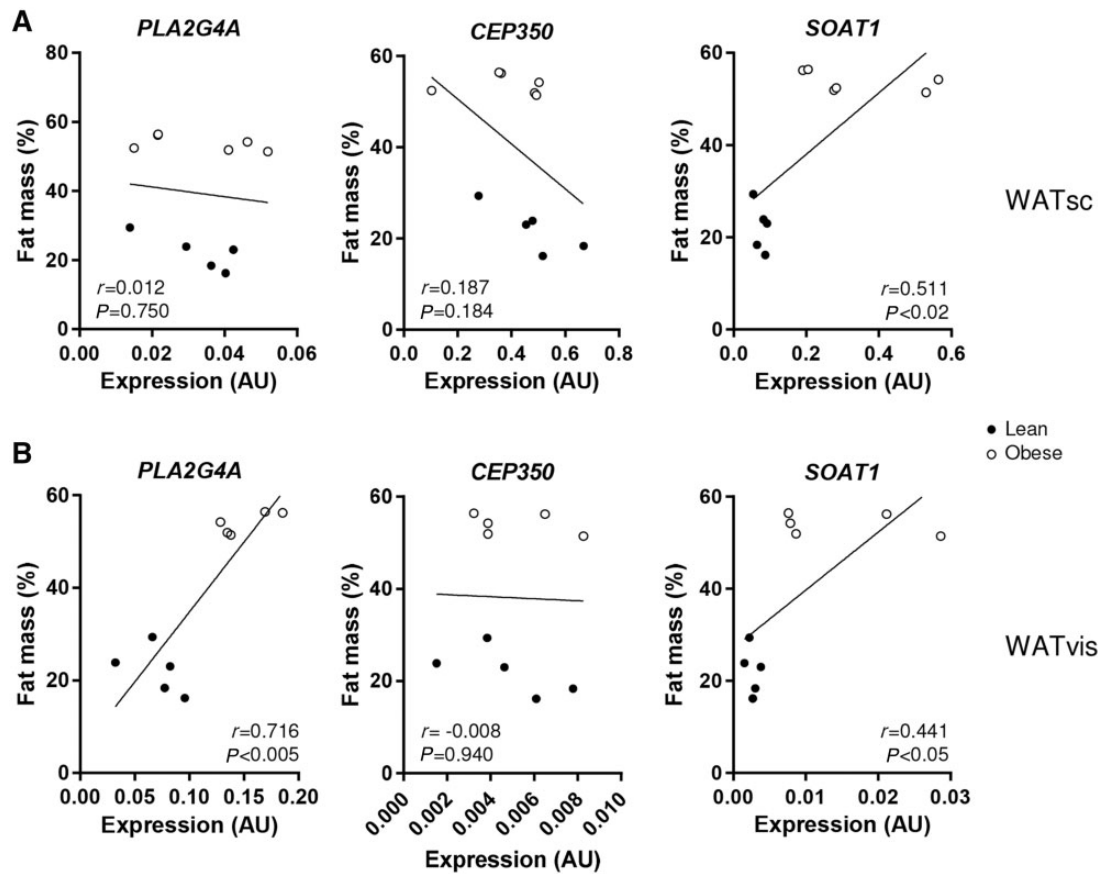 A
PLA2G4A
CEP350
SOAT1
Fat mass (%)
80
60
40
20
0
r=0.012
P=0.750
0.00 0.02 0.04 0.06
Expression (AU)
Fat mass (%)
60
40
20
0
r=0.187
P=0.184
0.0 0.2 0.4 0.6 0.8
Expression (AU)
Fat mass (%)
60
40
20
0
r=0.511
P<0.02
0.0 0.2 0.4 0.6
Expression (AU)
WATsc
Lean
Obese
B
PLA2G4A
CEP350
SOAT1
Fat mass (%)
60
40
20
0
r=0.716
P<0.005
0.00 0.05 0.10 0.15 0.20
Expression (AU)
Fat mass (%)
60
40
20
0
r= -0.008
P=0.940
0.000 0.002 0.004 0.006 0.008 0.010
Expression (AU)
Fat mass (%)
60
40
20
0
r=0.441
P<0.05
0.00 0.01 0.02 0.03
Expression (AU)
WATvis